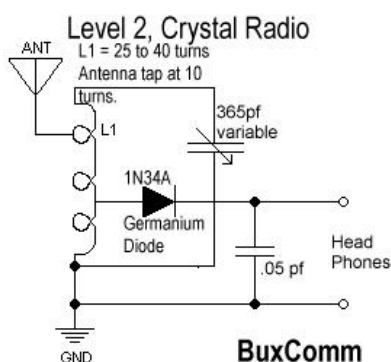 Level 2, Crystal Radio
ANT
L1 = 25 to 40 turns
Antenna tap at 10
turns.
365pf
variable
L1
1N34A
Germanium
Diode
.05 pf
Head
Phones
GND
BuxComm